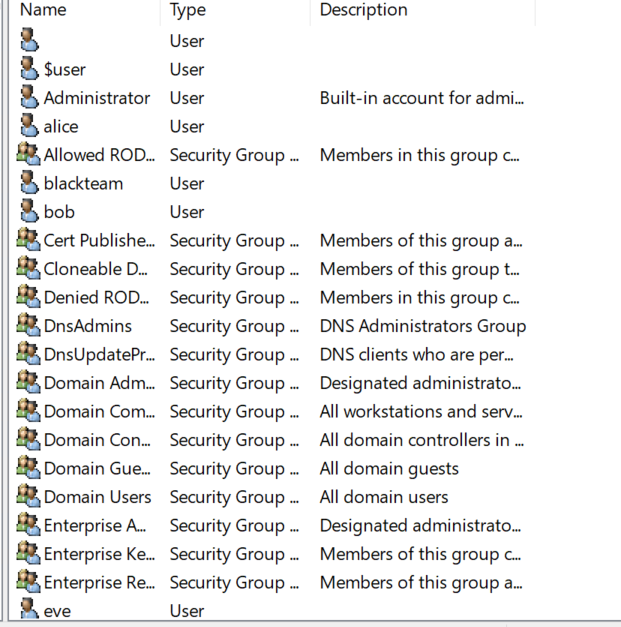 Name Type Description
User
$user User
Administrator User Built-in account for admi...
alice User
Allowed ROD... Security Group ... Members in this group c...
blackteam User
bob User
Cert Publishe... Security Group ... Members of this group a...
Cloneable D... Security Group ... Members of this group t...
Denied ROD... Security Group ... Members in this group c...
DnsAdmins Security Group ... DNS Administrators Group
DnsUpdatePr... Security Group ... DNS clients who are per...
Domain Adm... Security Group ... Designated administrato...
Domain Com... Security Group ... All workstations and serv...
Domain Con... Security Group ... All domain controllers in ...
Domain Gue... Security Group ... All domain guests
Domain Users Security Group ... All domain users
Enterprise A... Security Group ... Designated administrato...
Enterprise Ke... Security Group ... Members of this group c...
Enterprise Re... Security Group ... Members of this group a...
eve User